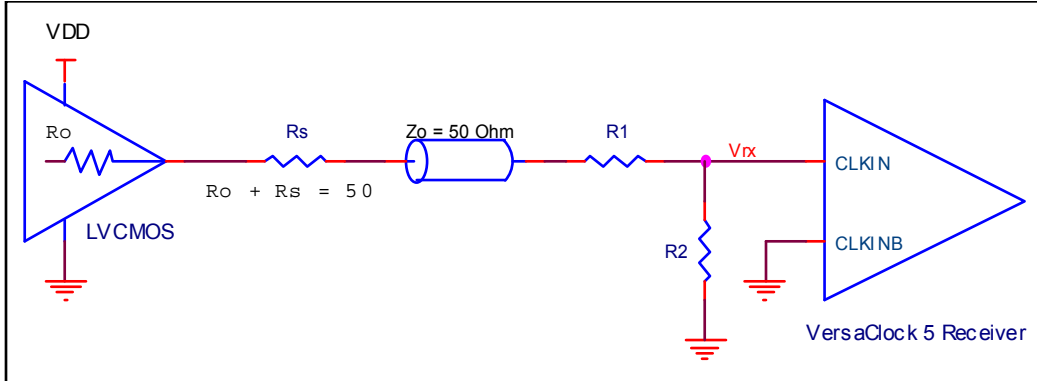 VDD
Ro
Rs
Zo = 50 Ohm
R1
Vrx
CLKIN
Ro + Rs = 50
LVCMOS
R2
CLKINB
VersaClock 5 Receiver